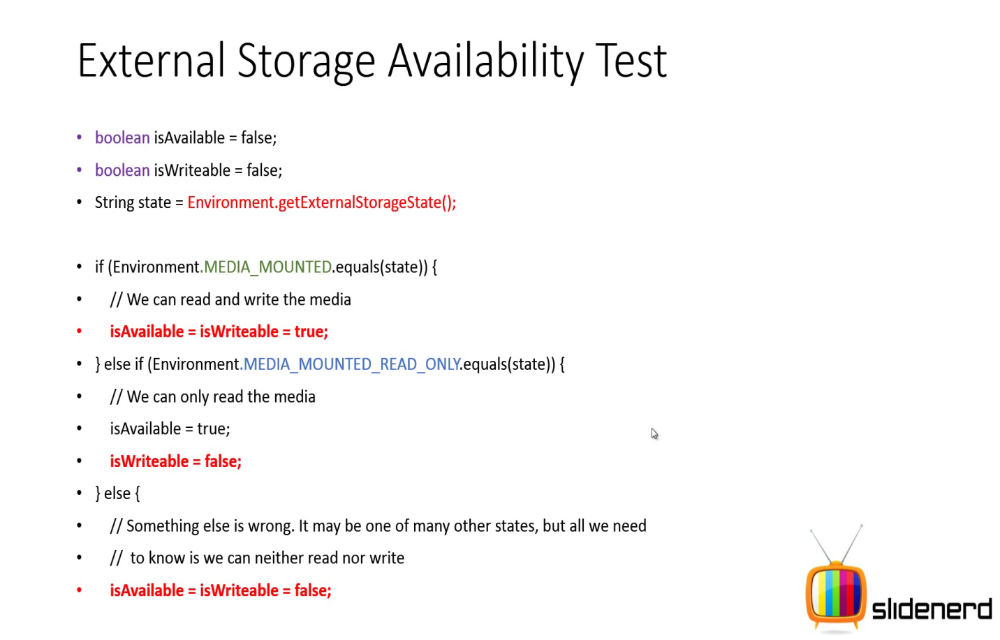 External Storage Availability Test
• boolean isAvailable = false;
• boolean isWriteable = false;
• String state = Environment.getExternalStorageState();
• if (Environment.MEDIA_MOUNTED.equals(state)) {
• // We can read and write the media
• isAvailable = isWriteable = true;
• } else if (Environment.MEDIA_MOUNTED_READ_ONLY.equals(state)) {
• // We can only read the media
• isAvailable = true;
• isWriteable = false;
• } else {
• // Something else is wrong. It may be one of many other states, but all we need
• // to know is we can neither read nor write
• isAvailable = isWriteable = false;
slidenerd